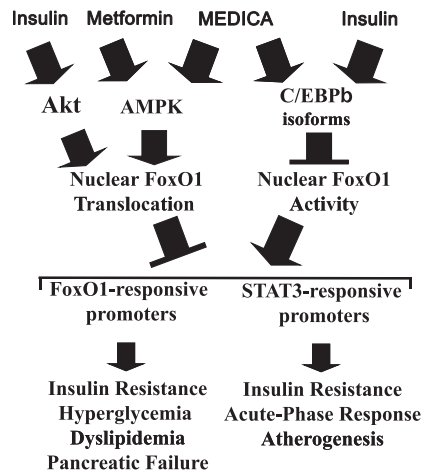 Insulin Metformin MEDICA Insulin
Akt AMPK C/EBPb
isoforms
Nuclear FoxO1 Nuclear FoxO1
Translocation Activity
FoxO1-responsive STAT3-responsive
promoters promoters
Insulin Resistance Insulin Resistance
Hyperglycemia Acute-Phase Response
Dyslipidemia Atherogenesis
Pancreatic Failure